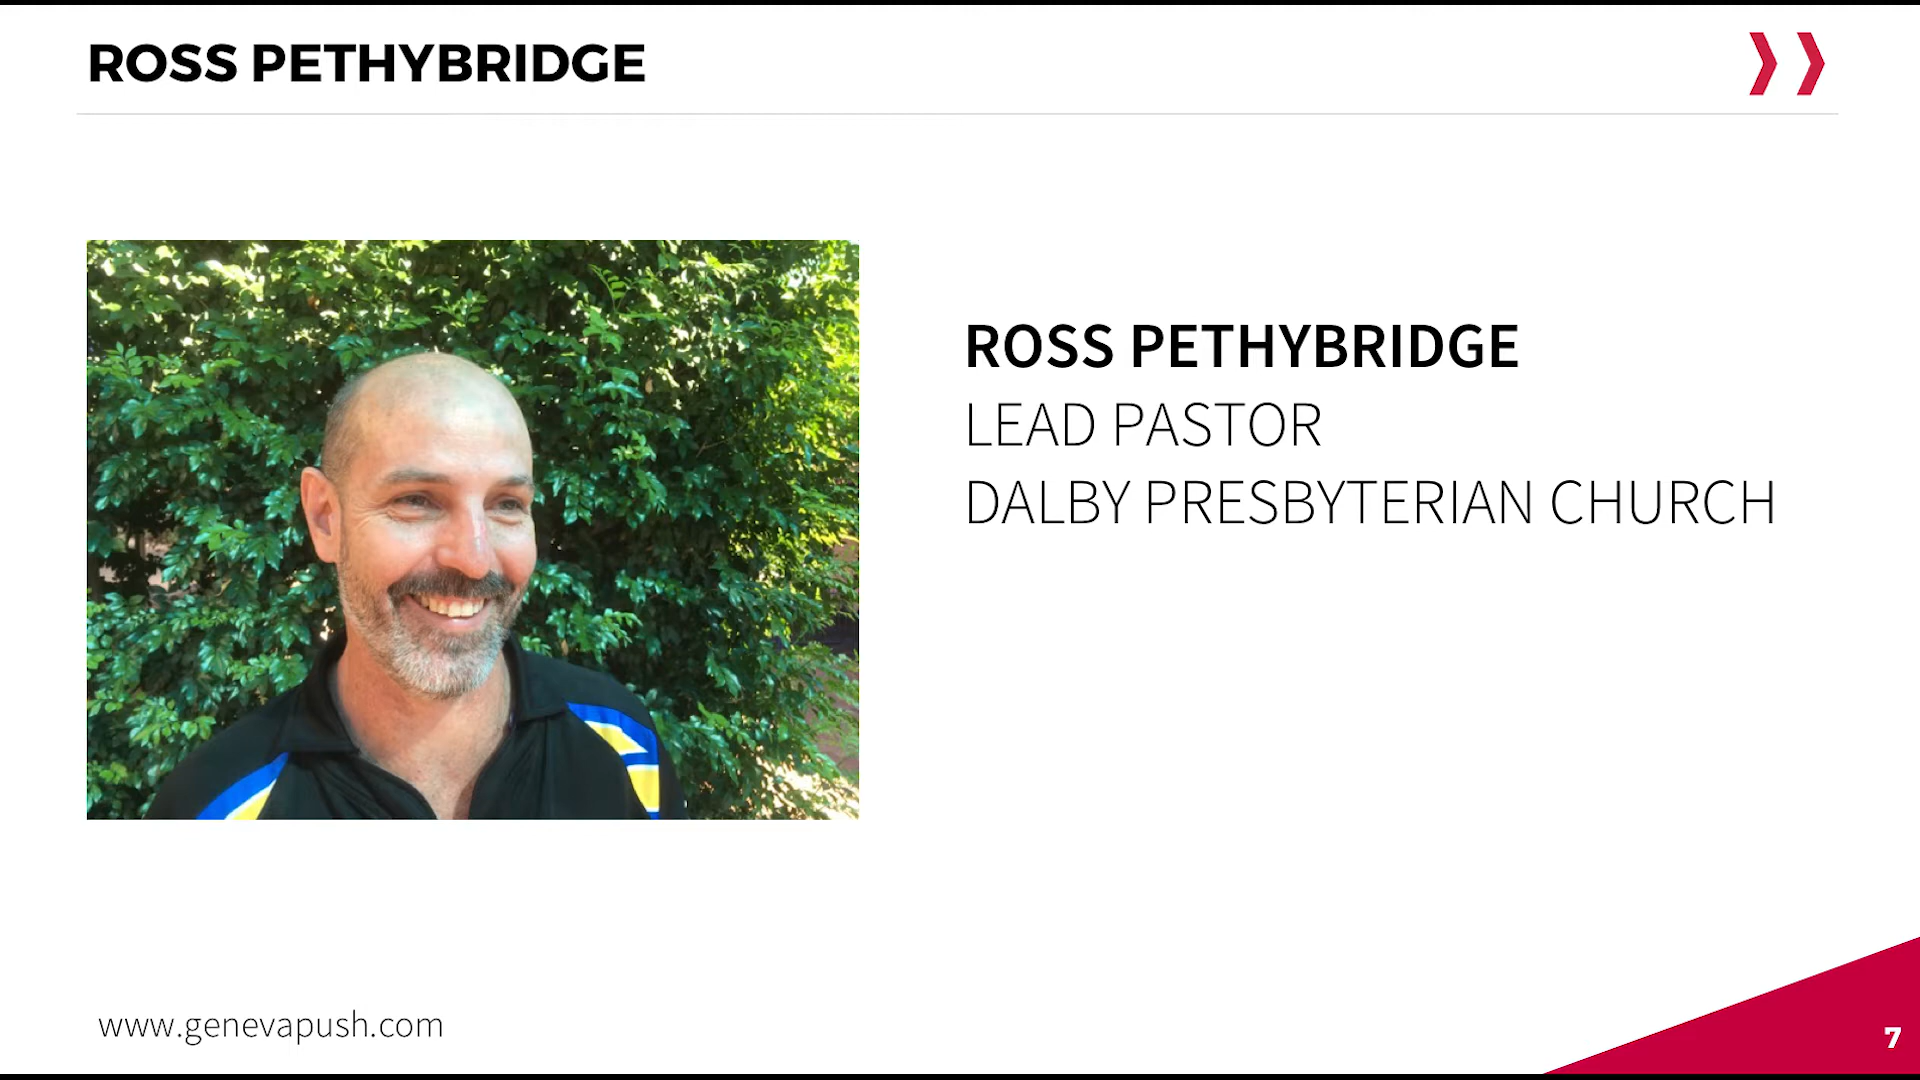 ROSS PETHYBRIDGE
ROSS PETHYBRIDGE
LEAD PASTOR
DALBY PRESBYTERIAN CHURCH
www.genevapush.com
7